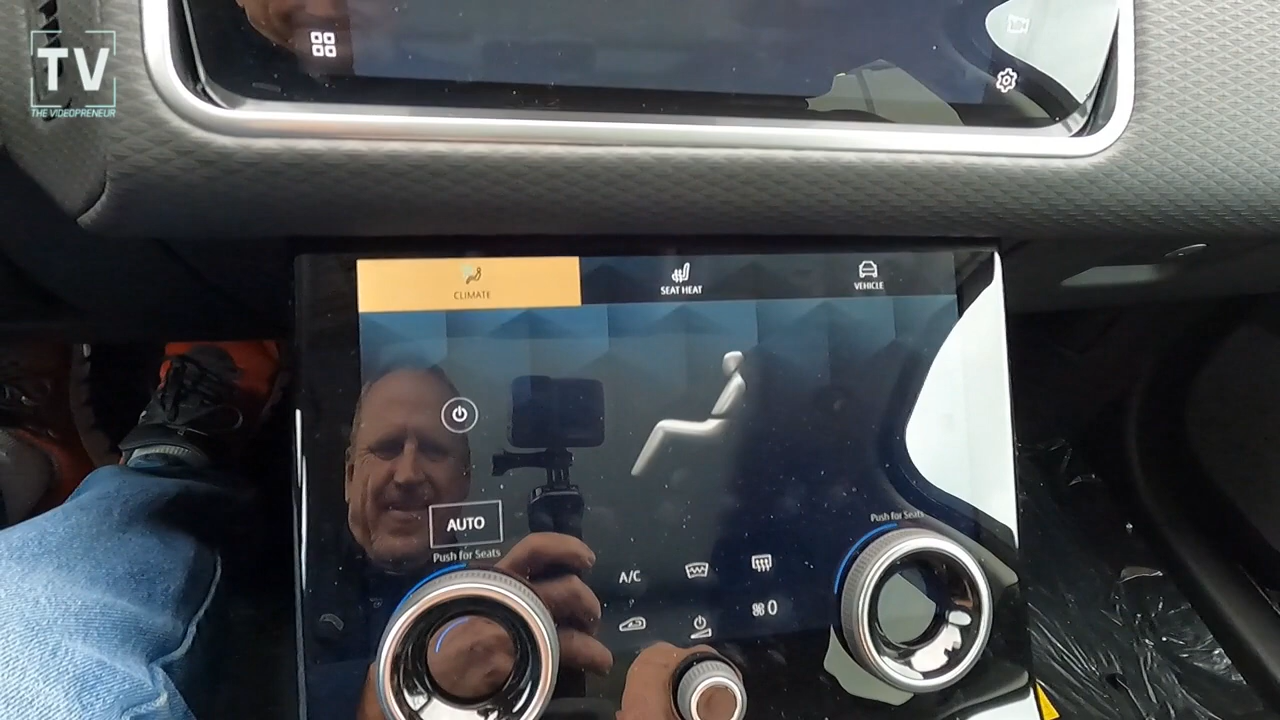 TV
THE VIDEOPRENEUR
CLIMATE
SEAT HEAT
VEHICLE
Push for Seats
AUTO
Push for Seats
A/C
0